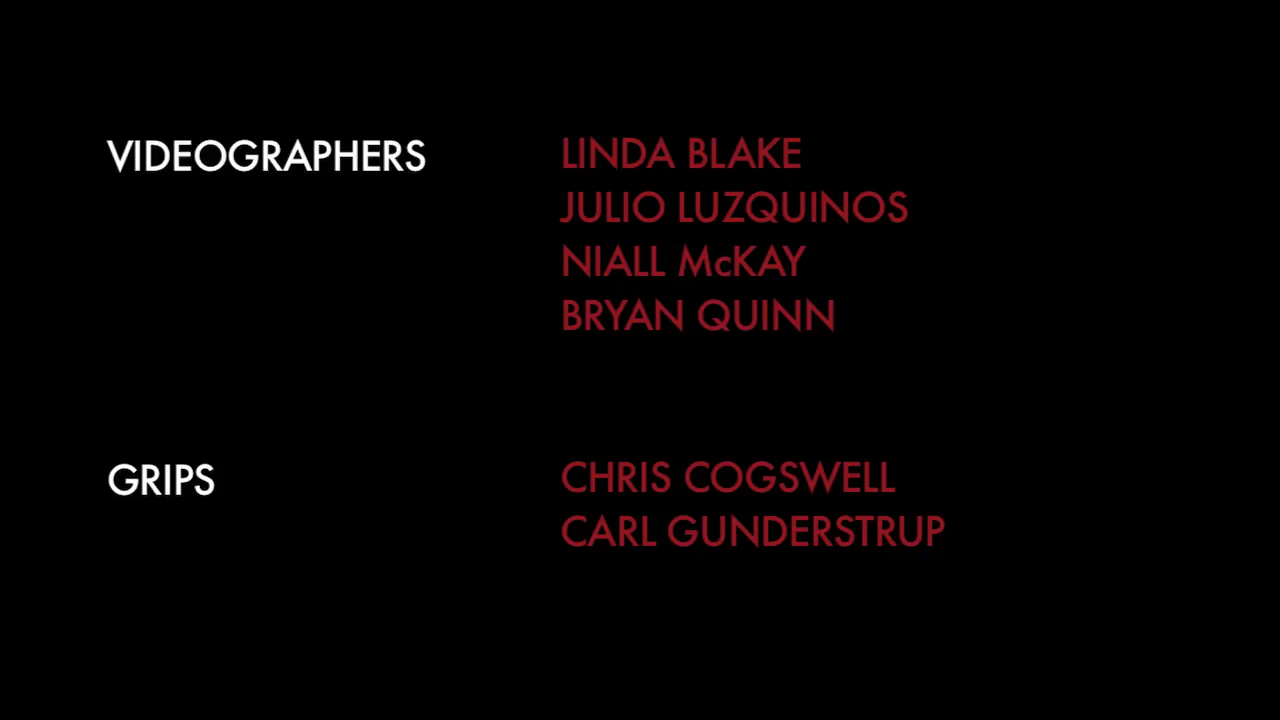 VIDEOGRAPHERS LINDA BLAKE
JULIO LUZQUINOS
NIALL McKAY
BRYAN QUINN
GRIPS CHRIS COGSWELL
CARL GUNDERSTRUP